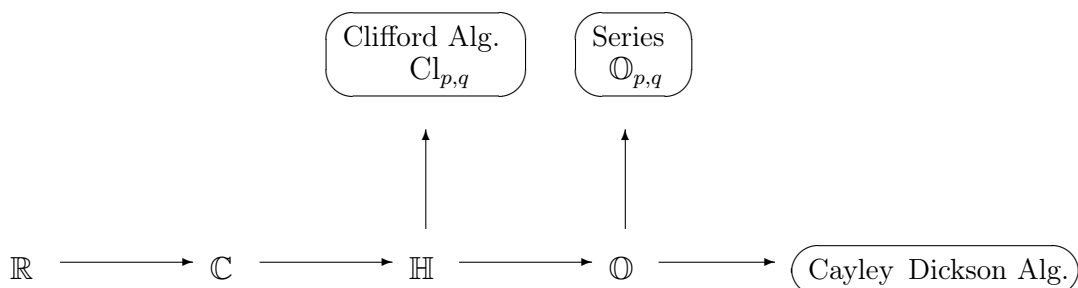 Clifford Alg. Series
Cl_{p,q} 𝕆_{p,q}
ℝ ℂ ℍ 𝕆 Cayley Dickson Alg.